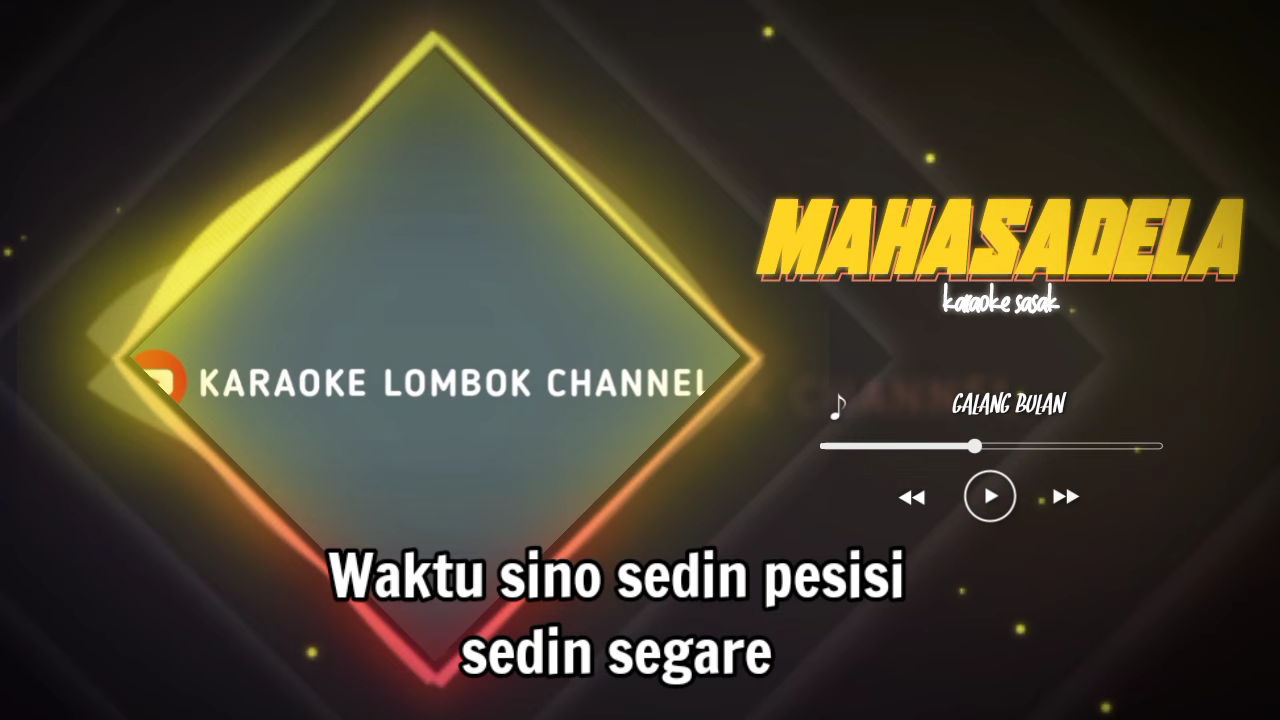 MAHASADELA
karaoke sasak
KARAOKE LOMBOK CHANNEL
GALANG BULAN
Waktu sino sedin pesisi
sedin segare